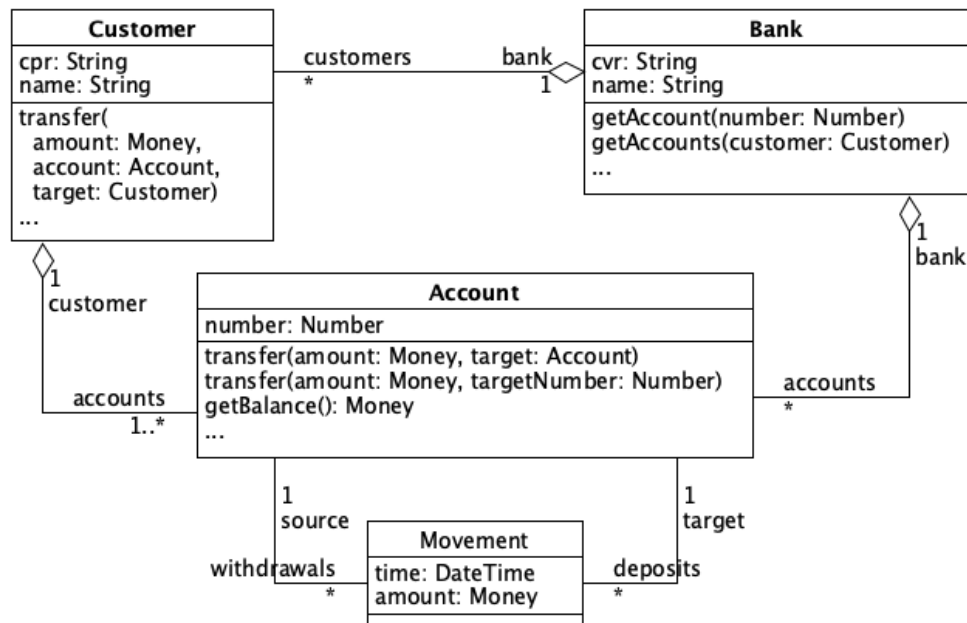 Customer
cpr: String
name: String
transfer(
amount: Money,
account: Account,
target: Customer)
...
customers
*
bank
1
Bank
cvr: String
name: String
getAccount(number: Number)
getAccounts(customer: Customer)
...
1
customer
1
bank
Account
number: Number
transfer(amount: Money, target: Account)
transfer(amount: Money, targetNumber: Number)
getBalance(): Money
...
accounts
1..*
accounts
*
1
source
1
target
Movement
time: DateTime
amount: Money
withdrawals
*
deposits
*